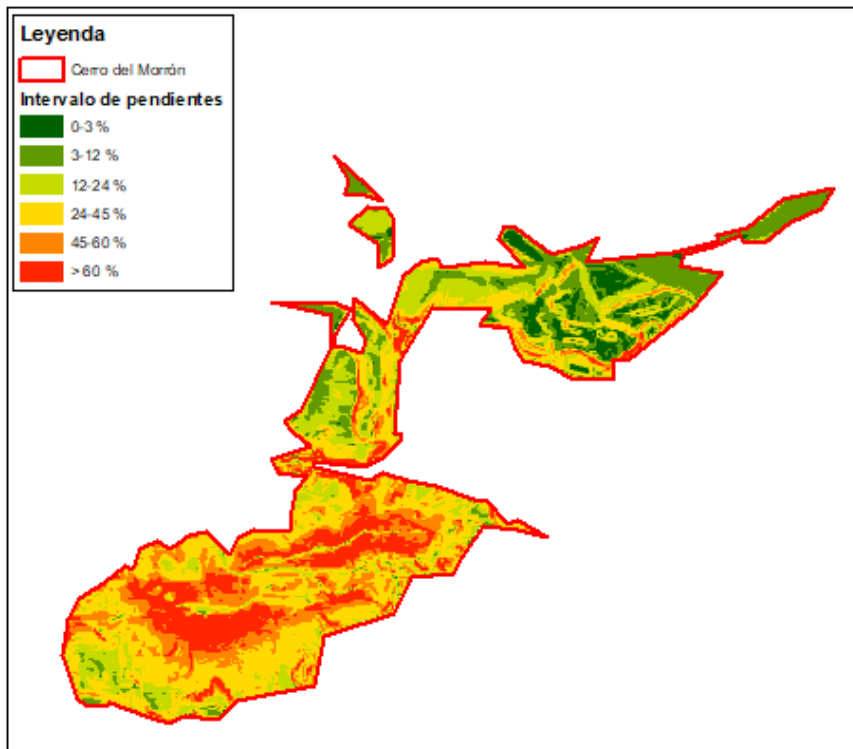 Leyenda
Cerro del Morrón
Intervalo de pendientes
0-3 %
3-12 %
12-24 %
24-45 %
45-60 %
>60 %